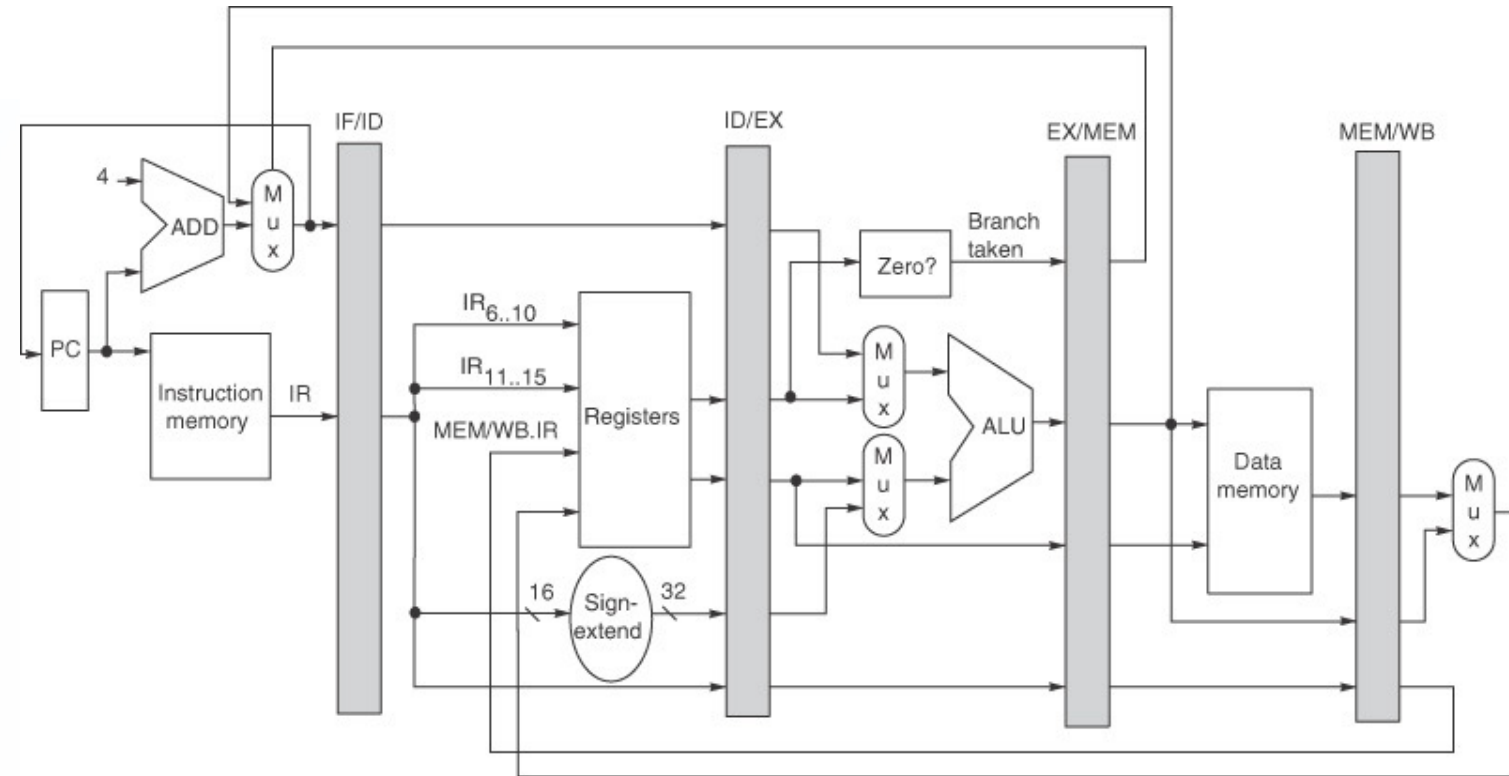 IF/ID
ID/EX
EX/MEM
MEM/WB
4
ADD
M
u
x
PC
Instruction
memory
IR
IR6..10
IR11..15
MEM/WB.IR
Registers
16
Sign-
extend
32
Zero?
Branch
taken
M
u
x
M
u
x
ALU
Data
memory
M
u
x